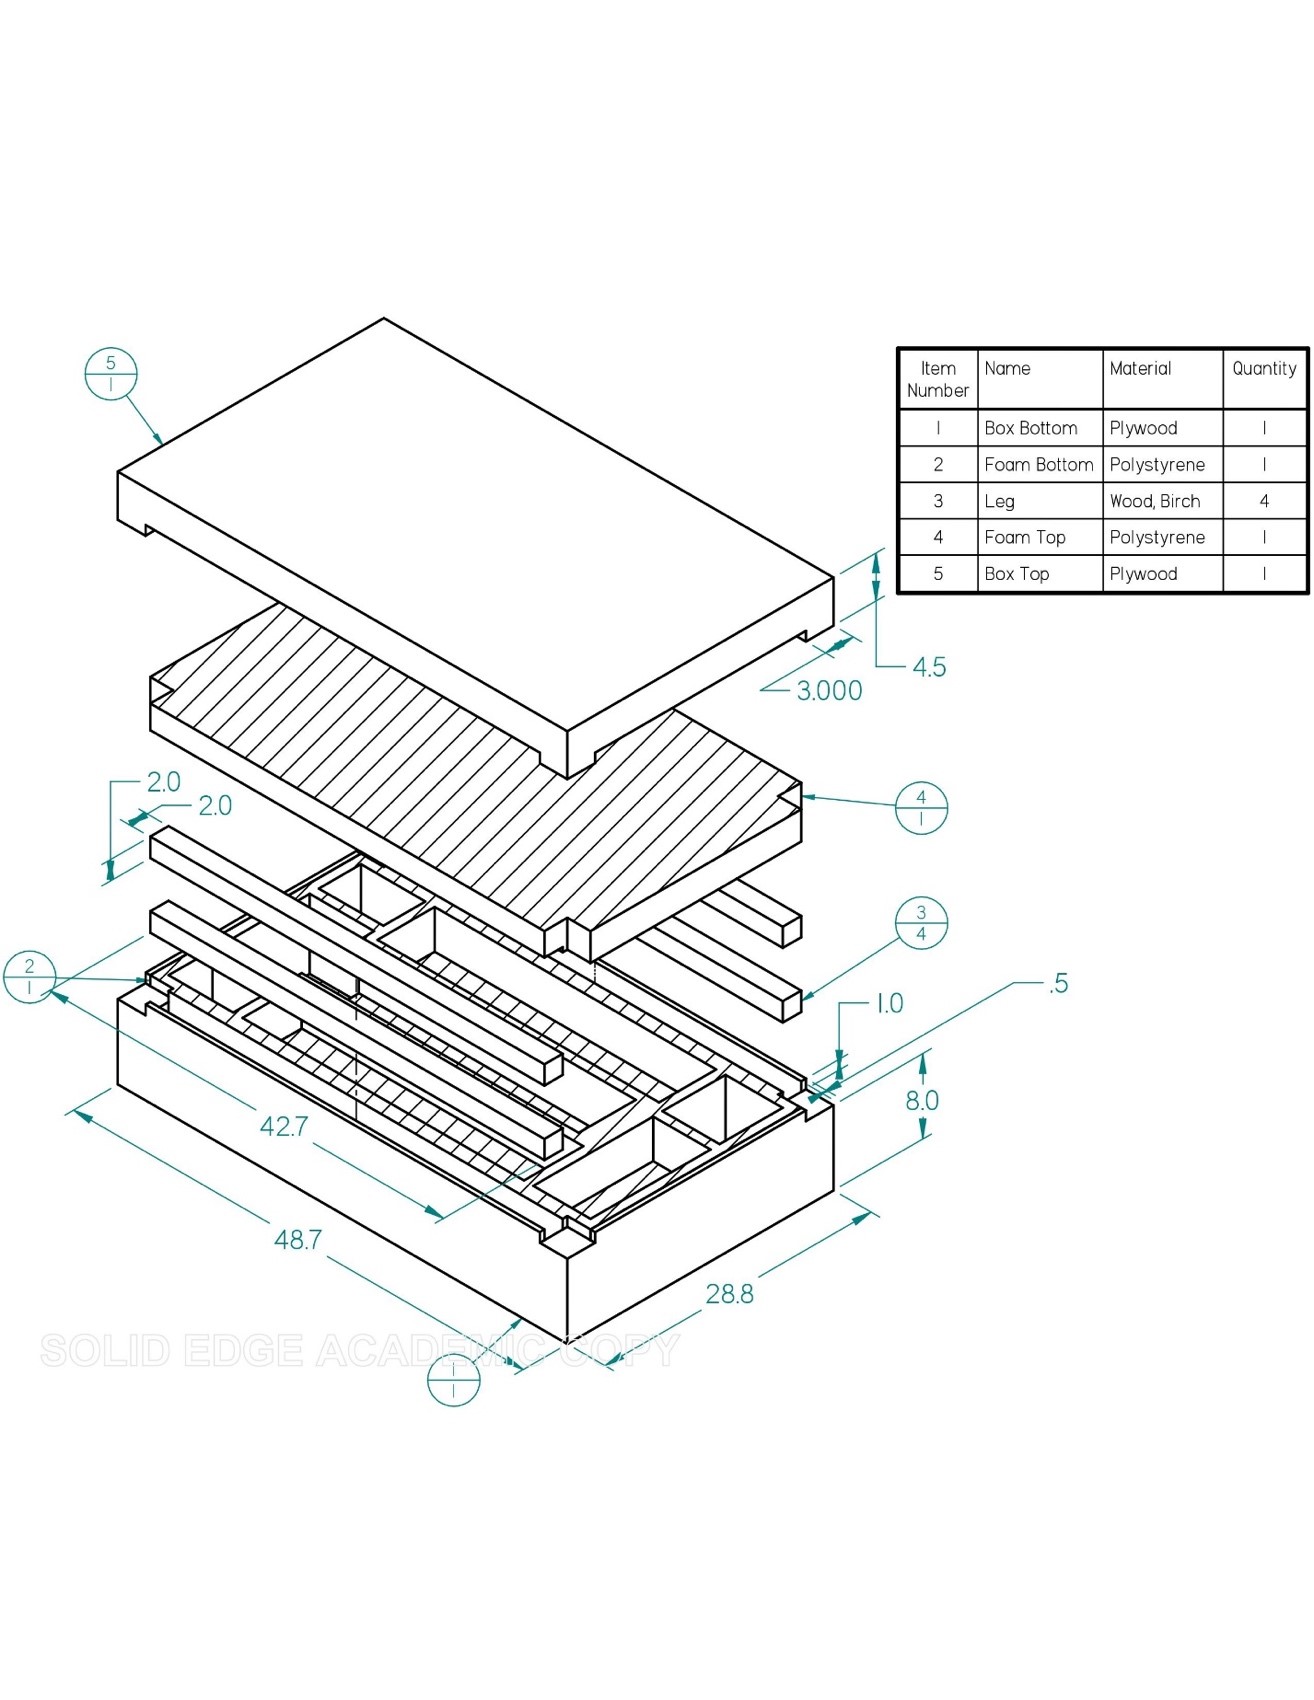 5
1
Item Number Name Material Quantity
1 Box Bottom Plywood 1
2 Foam Bottom Polystyrene 1
3 Leg Wood, Birch 4
4 Foam Top Polystyrene 1
5 Box Top Plywood 1
4.5
3.000
2.0
2.0
4
1
3
4
2
1
.5
1.0
8.0
42.7
48.7
28.8
SOLID EDGE ACADEMIC COPY
1
1